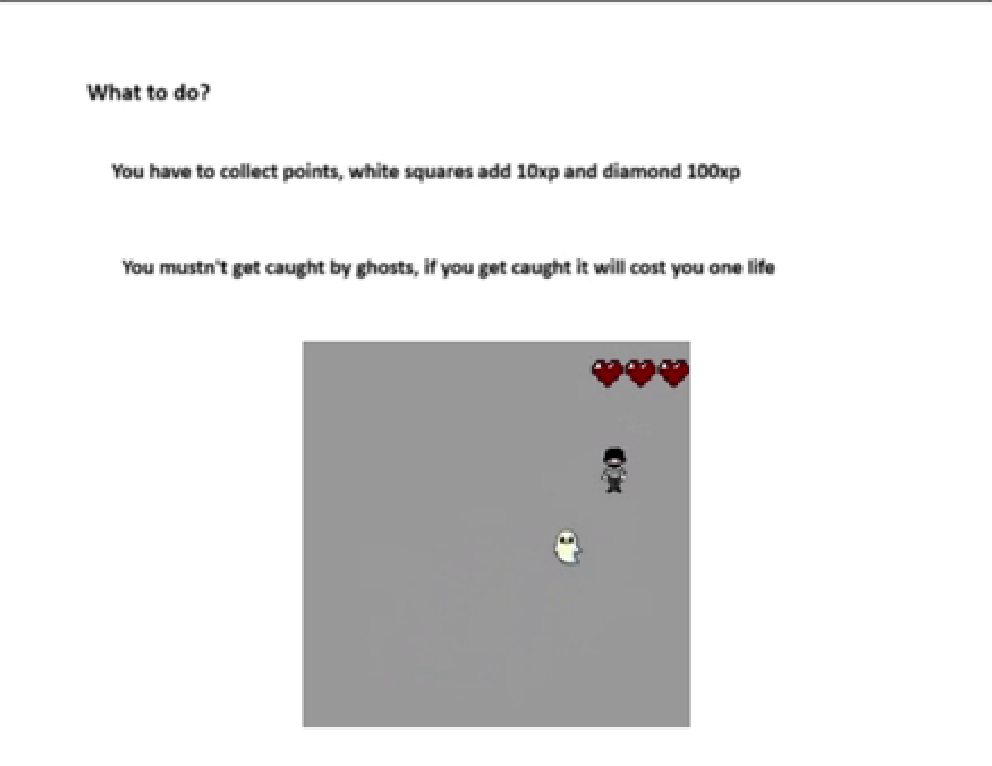 What to do?
You have to collect points, white squares add 10xp and diamond 100xp
You mustn't get caught by ghosts, if you get caught it will cost you one life